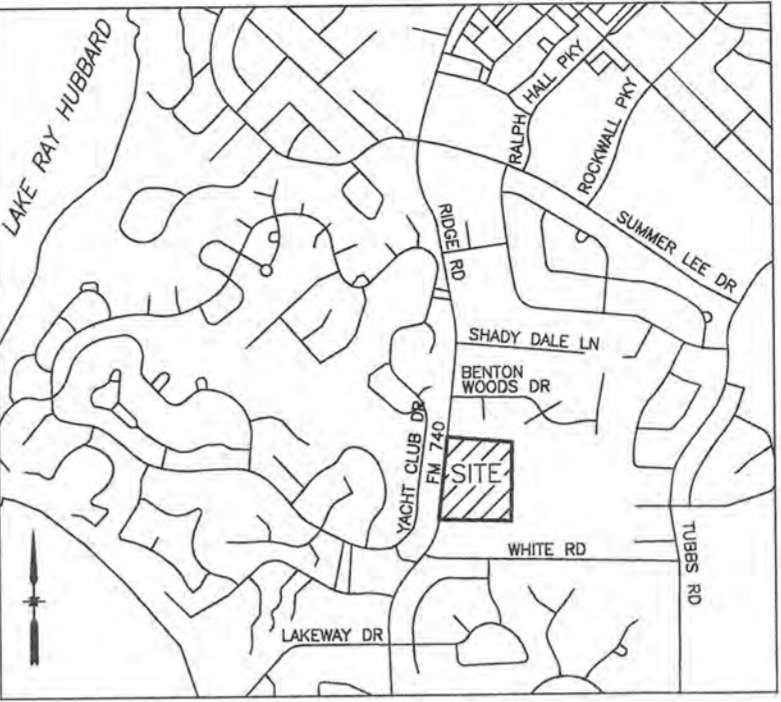 LAKE RAY HUBBARD
RALPH HALL PKY
ROCKWALL PKY
RIDGE RD
SUMMER LEE DR
SHADY DALE LN
BENTON
WOODS DR
YACHT CLUB DR
FM 740
SITE
WHITE RD
TUBBS RD
LAKEWAY DR